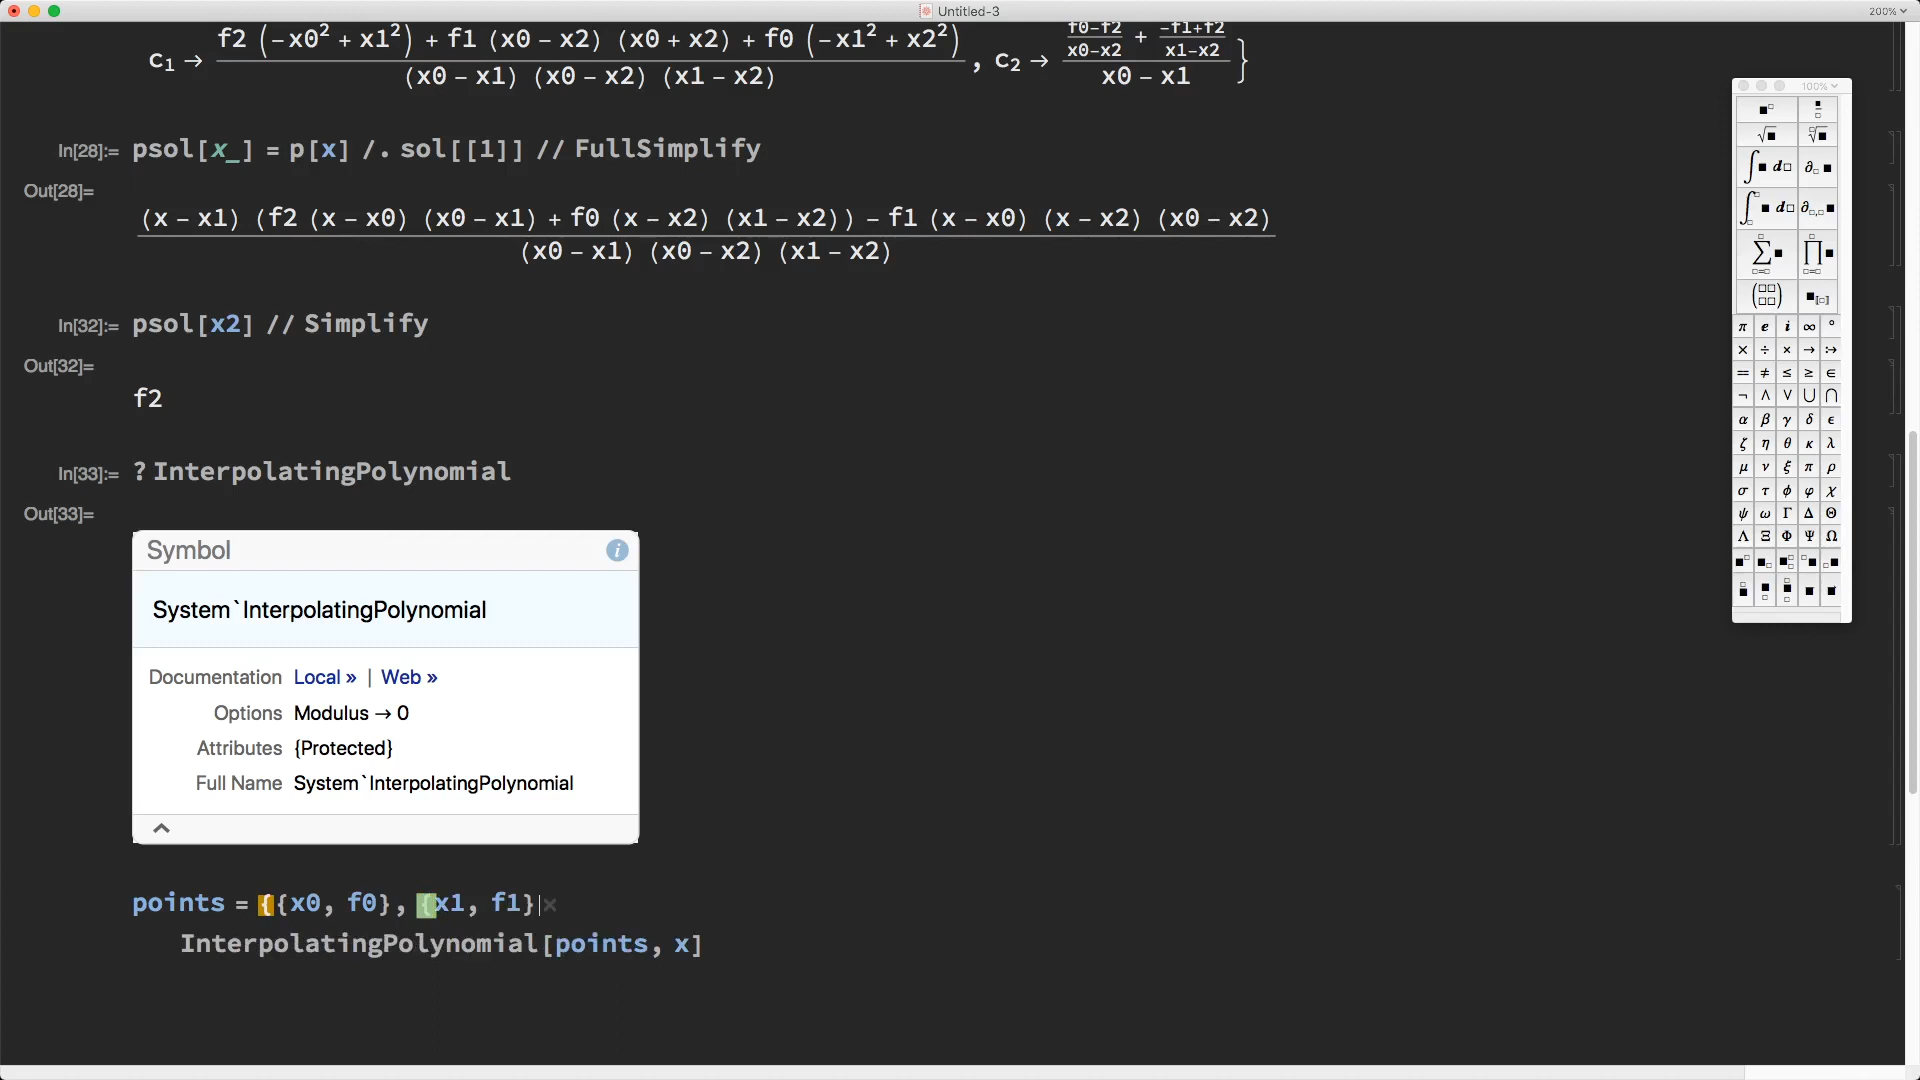 Untitled-3
200%
c₁ → (f2 (-x0² + x1²) + f1 (x0 - x2) (x0 + x2) + f0 (-x1² + x2²)) / ((x0 - x1) (x0 - x2) (x1 - x2)), c₂ → ((f0-f2)/(x0-x2) + (-f1+f2)/(x1-x2)) / (x0 - x1)}
In[28]:= psol[x_] = p[x] /. sol[[1]] // FullSimplify
Out[28]=
(x - x1) (f2 (x - x0) (x0 - x1) + f0 (x - x2) (x1 - x2)) - f1 (x - x0) (x - x2) (x0 - x2)
(x0 - x1) (x0 - x2) (x1 - x2)
In[32]:= psol[x2] // Simplify
Out[32]=
f2
In[33]:= ? InterpolatingPolynomial
Out[33]=
Symbol
i
System`InterpolatingPolynomial
Documentation Local » | Web »
Options Modulus → 0
Attributes {Protected}
Full Name System`InterpolatingPolynomial
points = {{x0, f0}, {x1, f1}
InterpolatingPolynomial[points, x]
100%
■□ ■/□
√■ □√■
∫■ d□ ∂□ ■
∫■ d□ ∂□,□ ■
∑■ ∏■
□=□ □=□
(□□ □□) ■[[□]]
π e i ∞ °
× ÷ × → :→
== ≠ ≤ ≥ ∈
¬ ∧ ∨ ∪ ∩
α β γ δ ϵ
ζ η θ κ λ
μ ν ξ π ρ
σ τ ϕ φ χ
ψ ω Γ Δ Θ
Λ Ξ Φ Ψ Ω